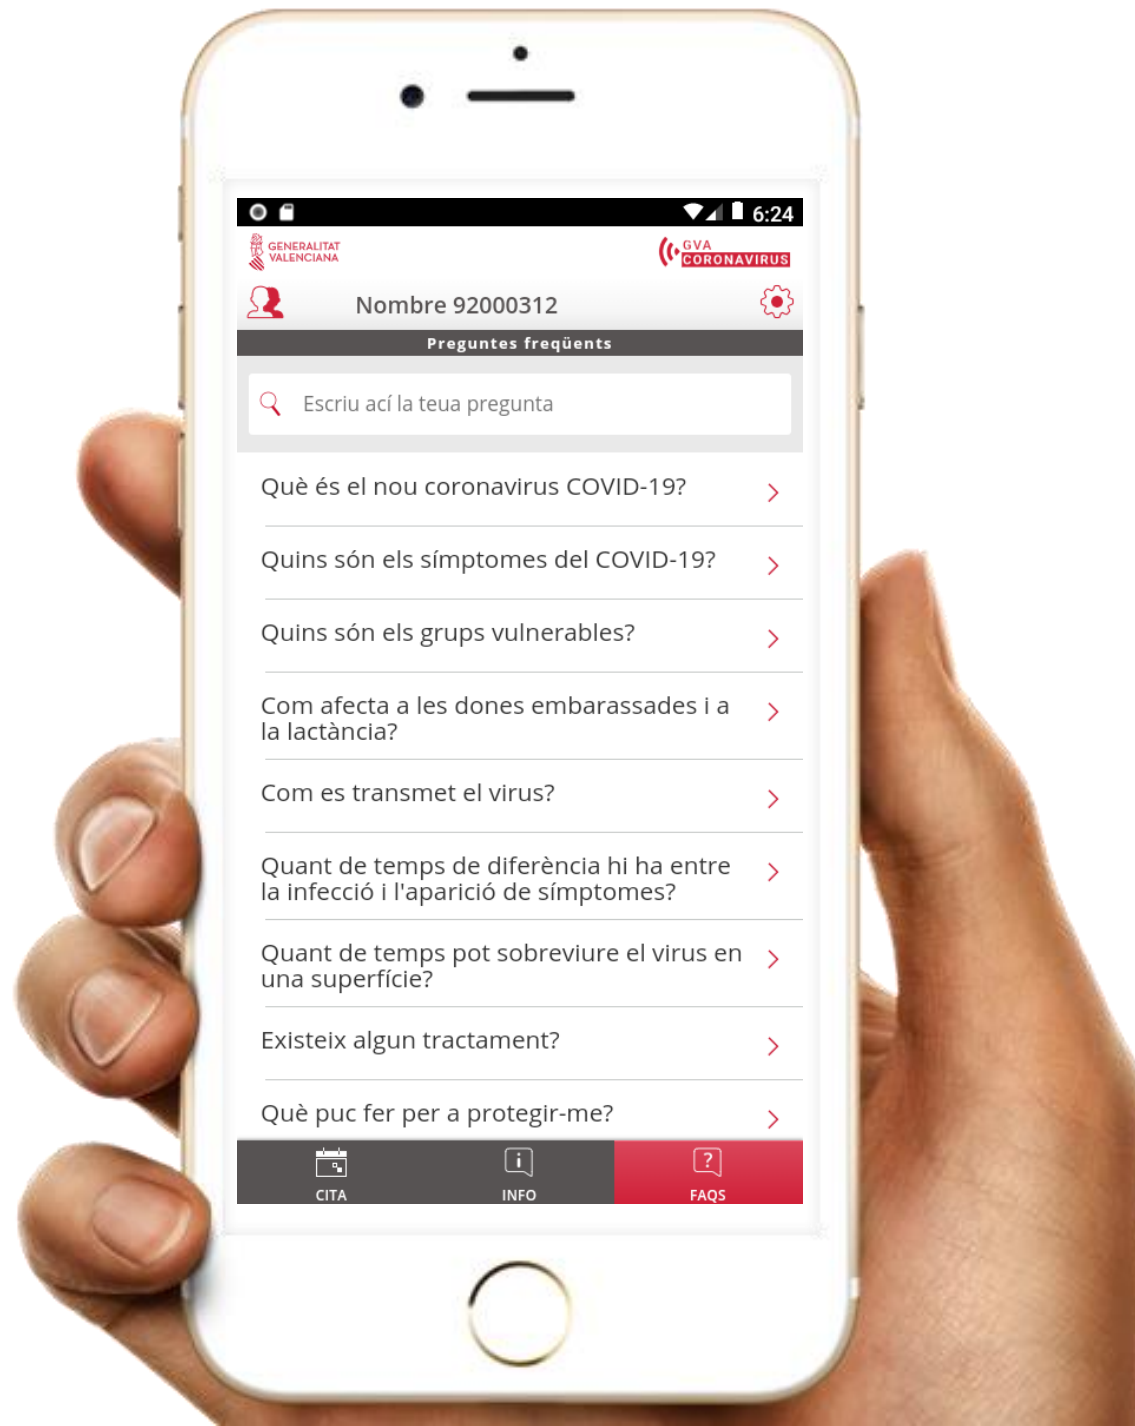 6:24
GENERALITAT
VALENCIANA
GVA
CORONAVIRUS
Nombre 92000312
Preguntes freqüents
Escriu ací la teua pregunta
Què és el nou coronavirus COVID-19?
Quins són els símptomes del COVID-19?
Quins són els grups vulnerables?
Com afecta a les dones embarassades i a
la lactància?
Com es transmet el virus?
Quant de temps de diferència hi ha entre
la infecció i l'aparició de símptomes?
Quant de temps pot sobreviure el virus en
una superfície?
Existeix algun tractament?
Què puc fer per a protegir-me?
CITA
INFO
FAQS